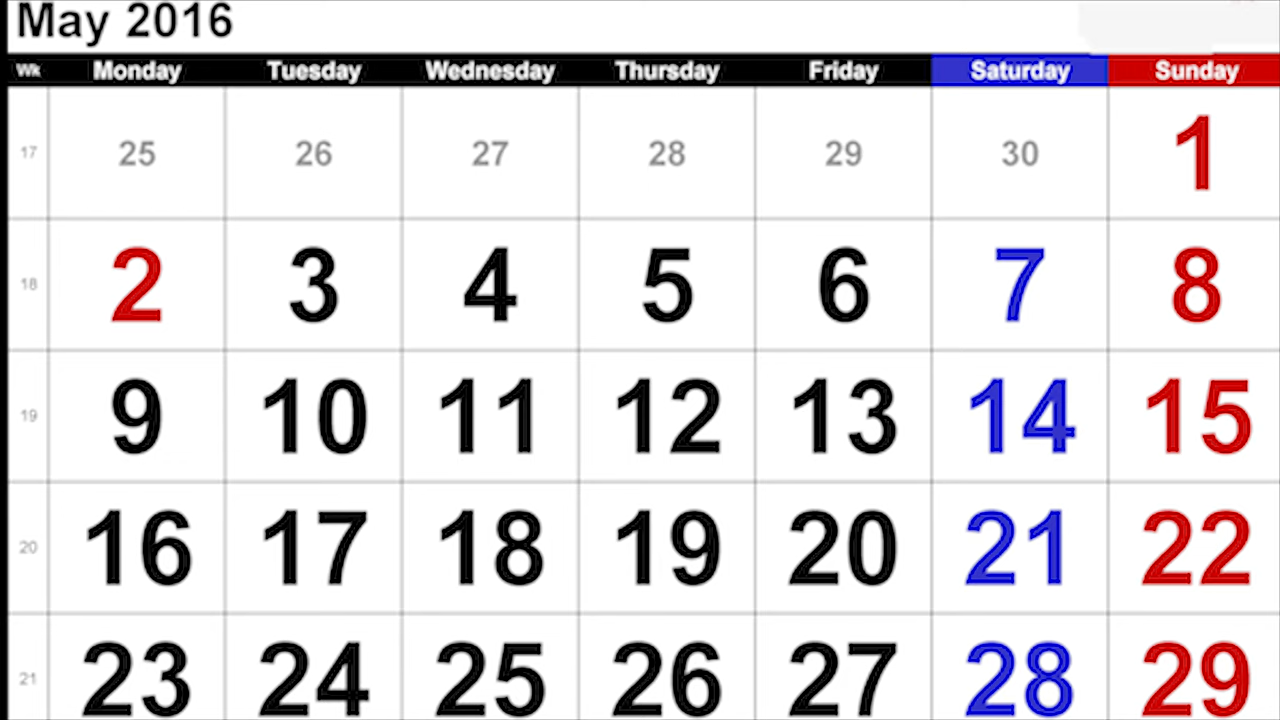 May 2016
Wk Monday Tuesday Wednesday Thursday Friday Saturday Sunday
17 25 26 27 28 29 30 1
18 2 3 4 5 6 7 8
19 9 10 11 12 13 14 15
20 16 17 18 19 20 21 22
21 23 24 25 26 27 28 29